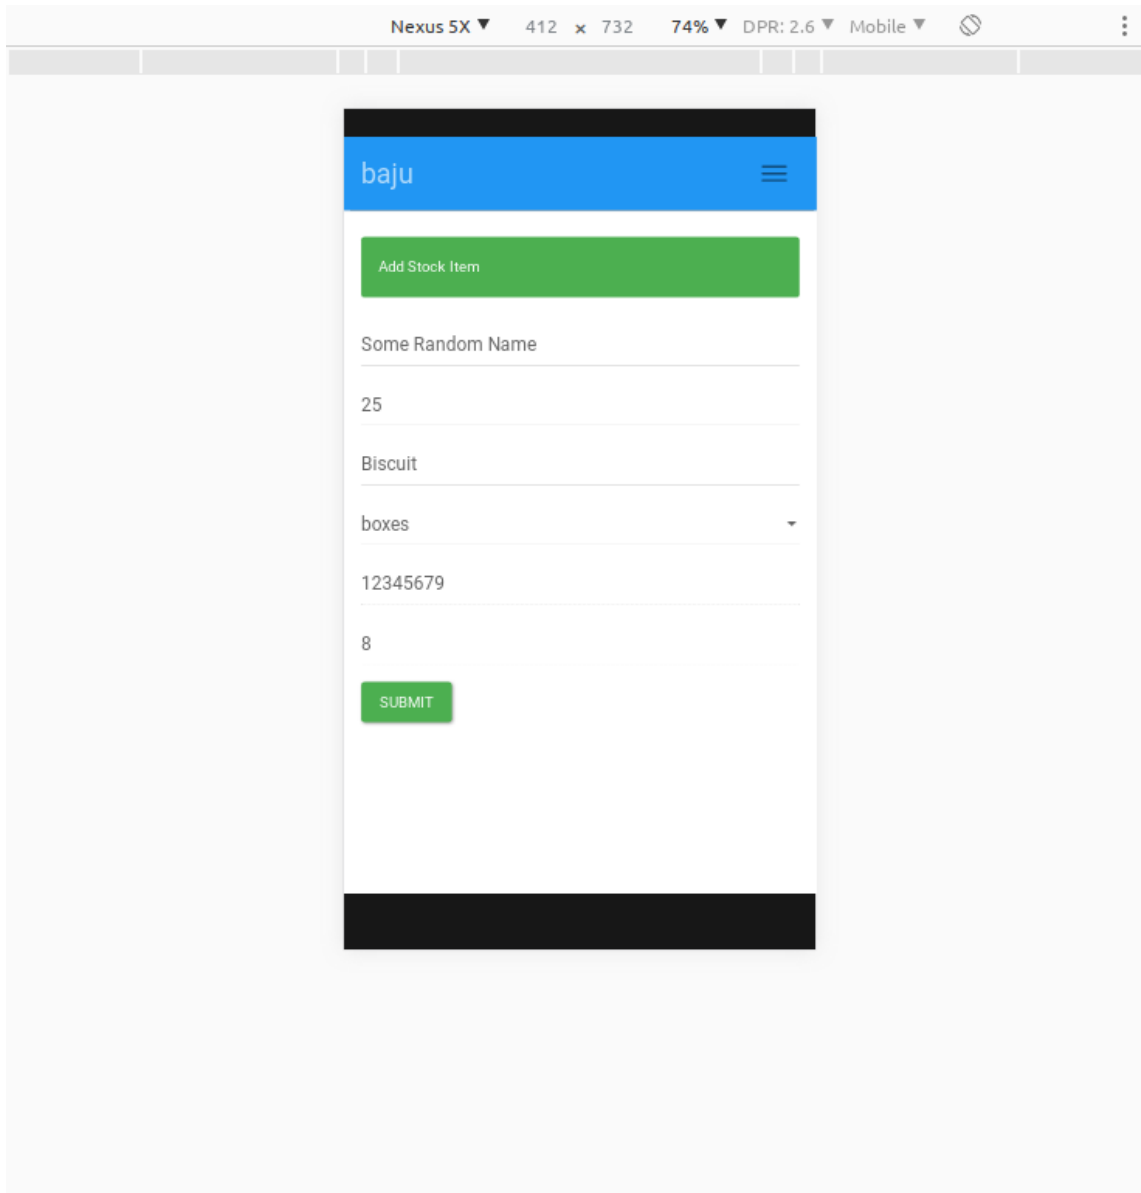 Nexus 5X ▼ 412 × 732 74% ▼ DPR: 2.6 ▼ Mobile ▼
baju
Add Stock Item
Some Random Name
25
Biscuit
boxes
12345679
8
SUBMIT